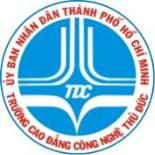 ỦY BAN NHÂN DÂN THÀNH PHỐ HỒ CHÍ MINH
TDC
TRƯỜNG CAO ĐẲNG CÔNG NGHỆ THỦ ĐỨC